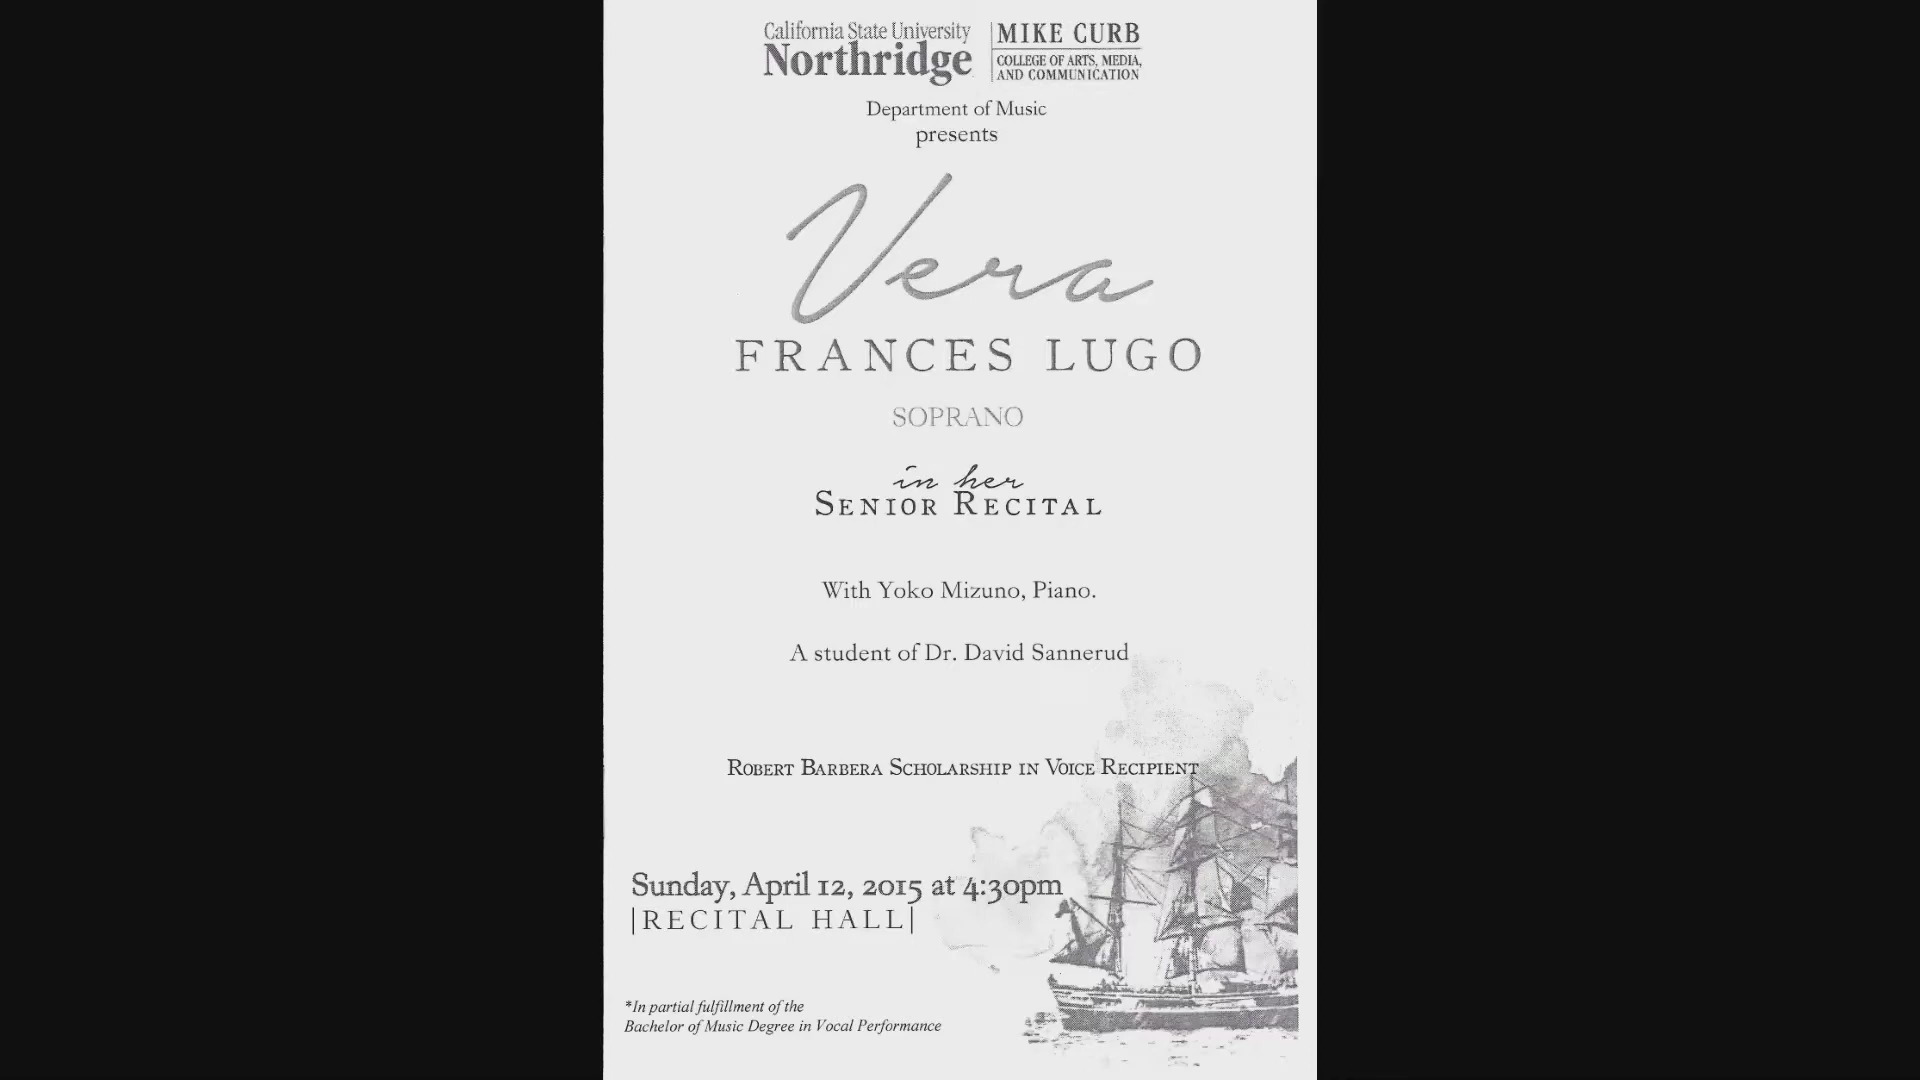 California State University
Northridge
MIKE CURB
COLLEGE OF ARTS, MEDIA,
AND COMMUNICATION
Department of Music
presents
Vera
FRANCES LUGO
SOPRANO
in her
SENIOR RECITAL
With Yoko Mizuno, Piano.
A student of Dr. David Sannerud
ROBERT BARBERA SCHOLARSHIP IN VOICE RECIPIENT
Sunday, April 12, 2015 at 4:30pm
|RECITAL HALL|
*In partial fulfillment of the
Bachelor of Music Degree in Vocal Performance